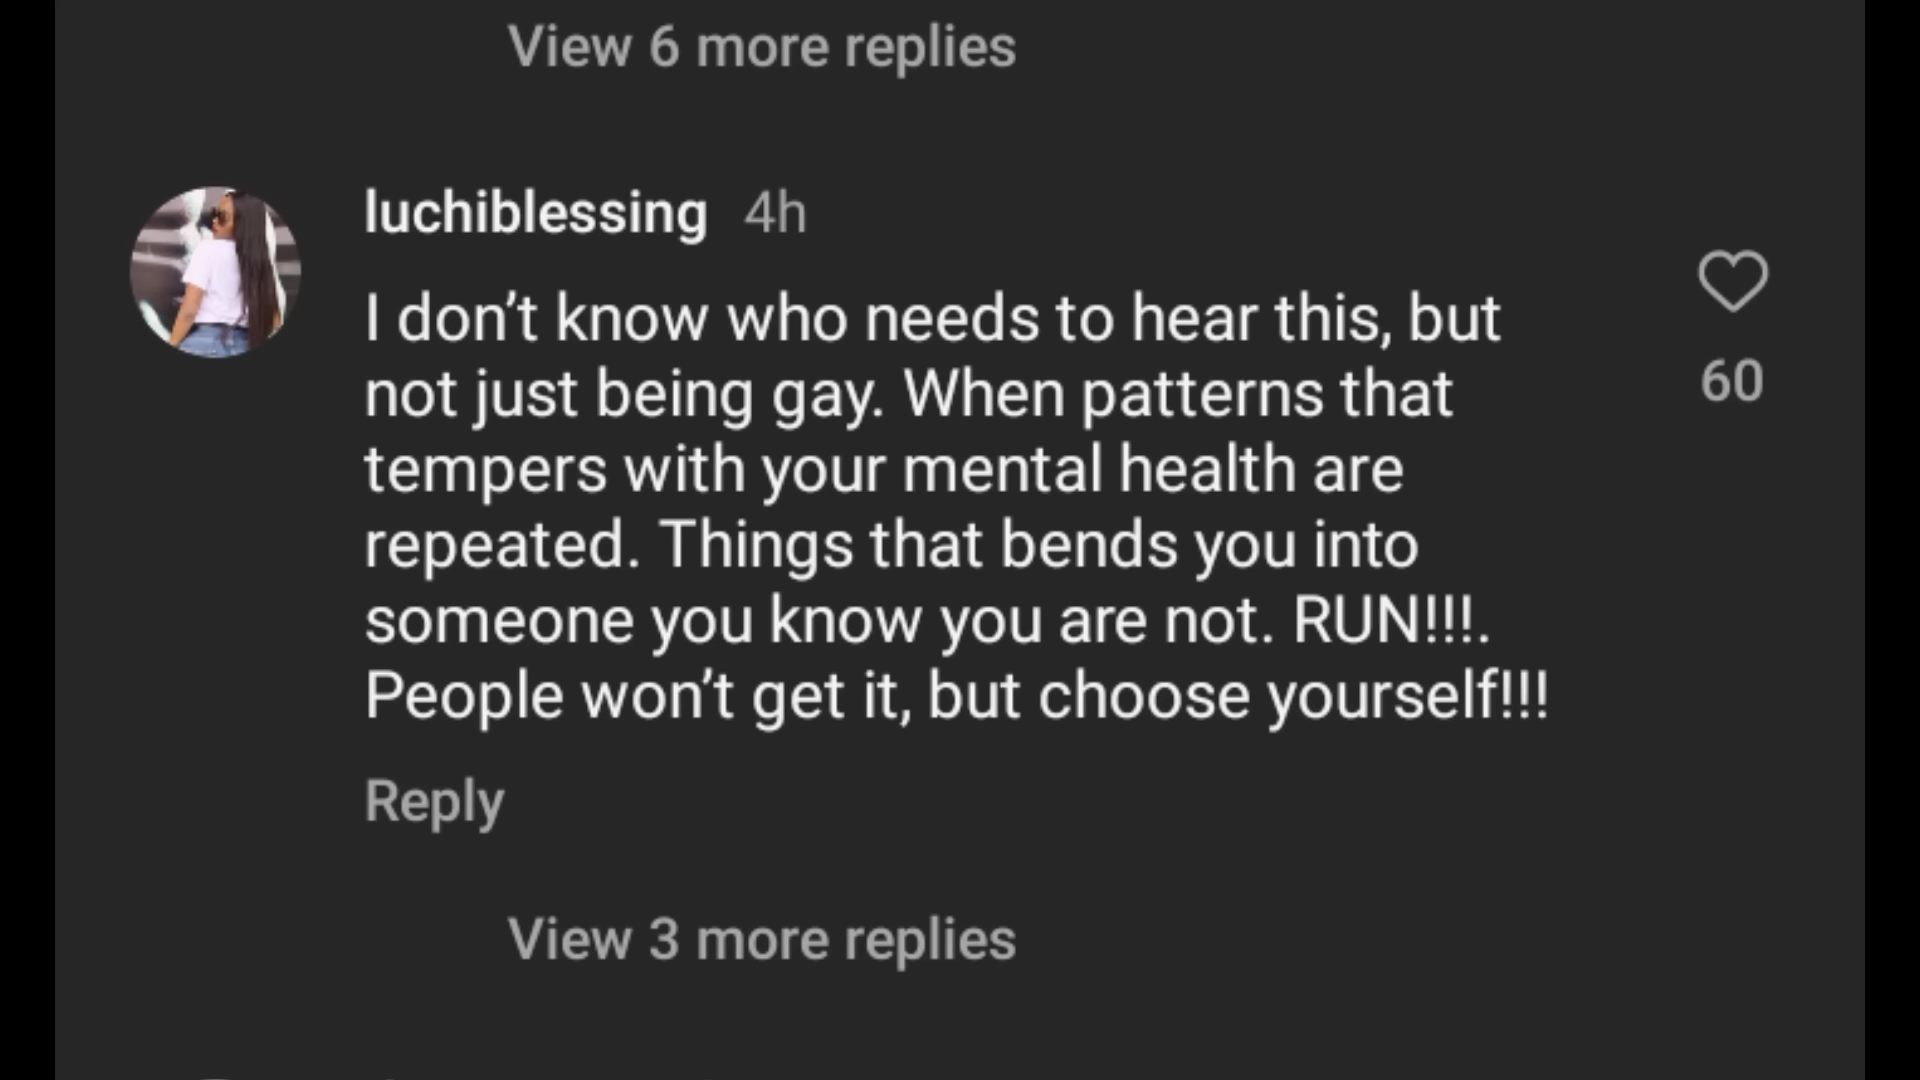 View 6 more replies
luchiblessing 4h
I don’t know who needs to hear this, but
not just being gay. When patterns that
tempers with your mental health are
repeated. Things that bends you into
someone you know you are not. RUN!!!.
People won’t get it, but choose yourself!!!
60
Reply
View 3 more replies